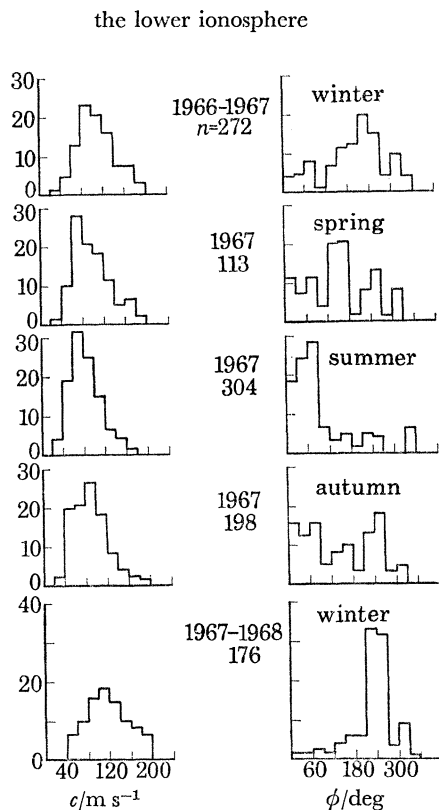 the lower ionosphere
30
20
10
0
1966–1967
n=272
winter
30
20
10
0
1967
113
spring
30
20
10
0
1967
304
summer
30
20
10
0
1967
198
autumn
40
20
0
1967–1968
176
winter
40 120 200
60 180 300
c/m s⁻¹
ϕ/deg